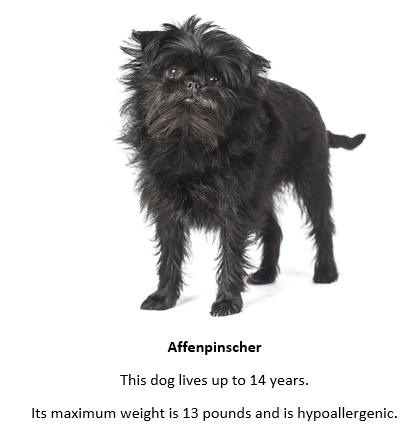 Affenpinscher
This dog lives up to 14 years.
Its maximum weight is 13 pounds and is hypoallergenic.